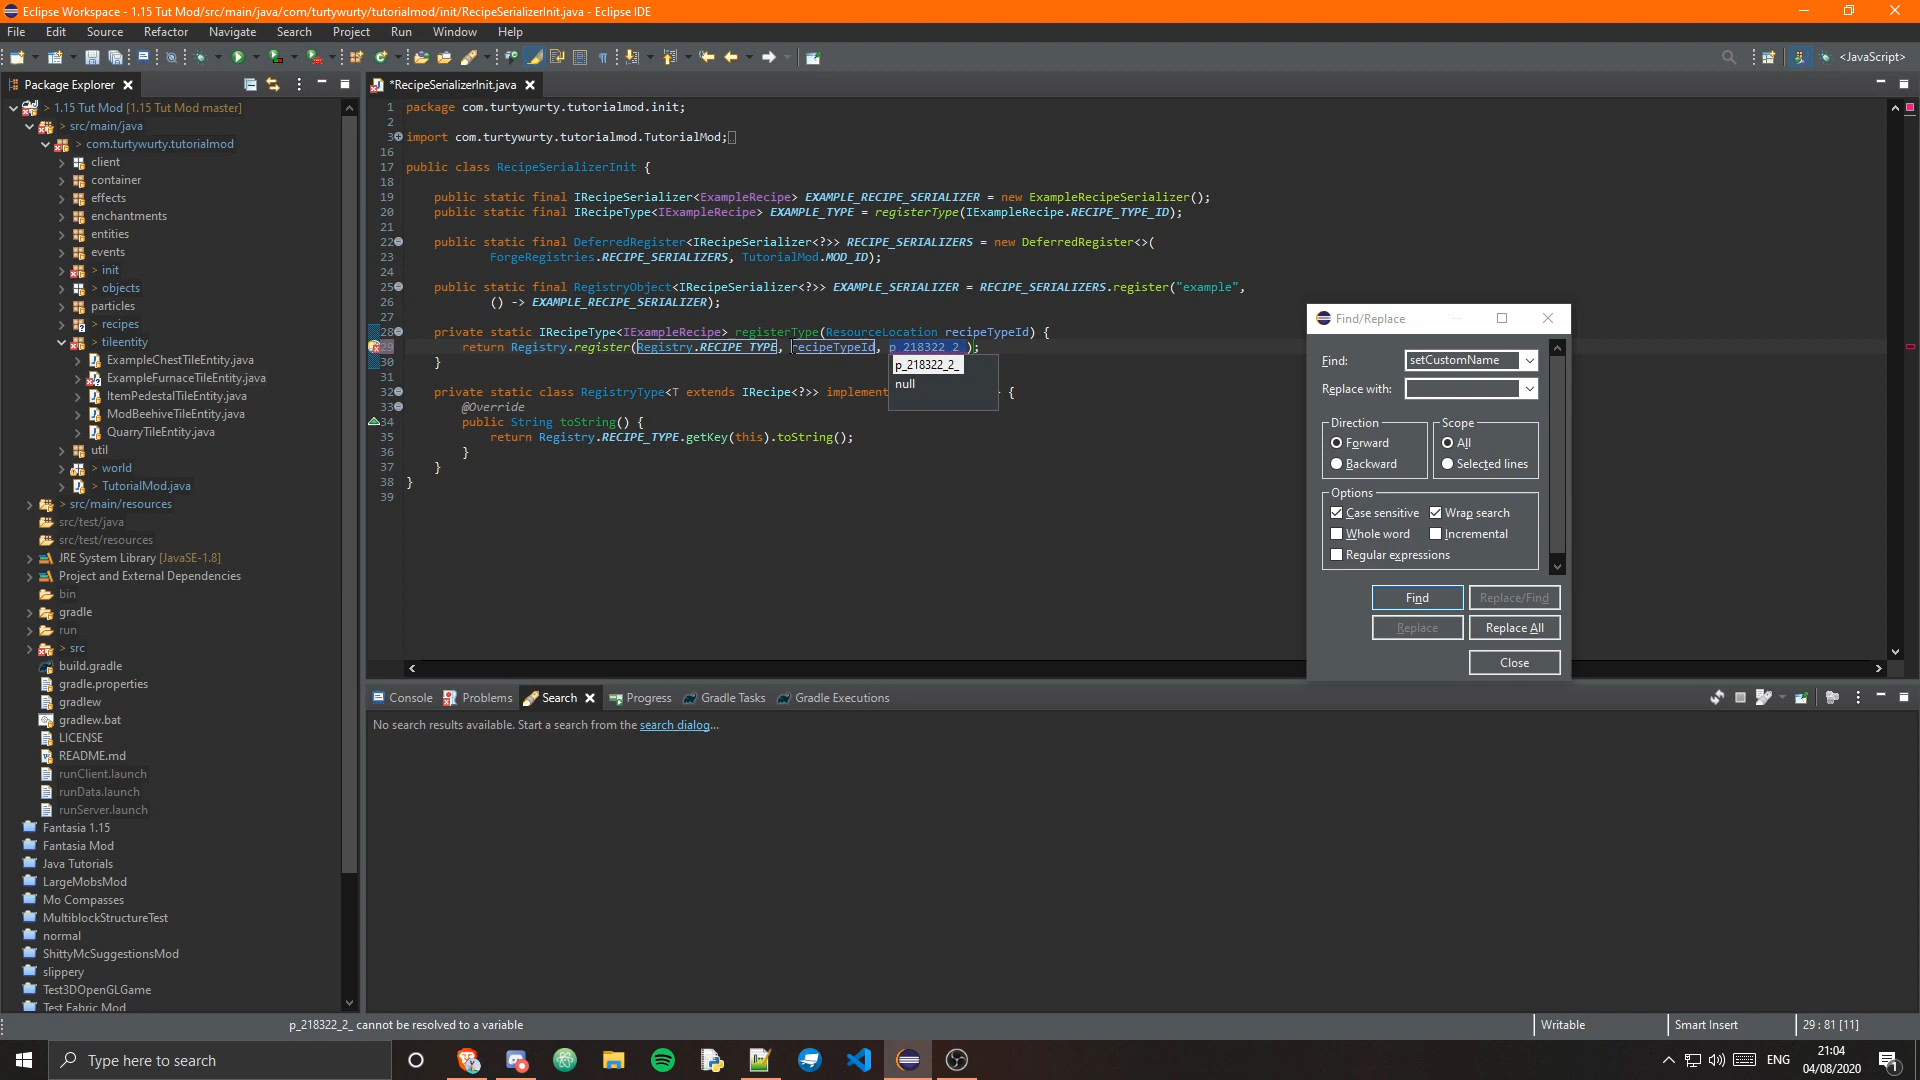 Eclipse Workspace - 1.15 Tut Mod/src/main/java/com/turtywurty/tutorialmod/init/RecipeSerializerInit.java - Eclipse IDE
File Edit Source Refactor Navigate Search Project Run Window Help
<JavaScript>
Package Explorer
*RecipeSerializerInit.java
> 1.15 Tut Mod [1.15 Tut Mod master]
> src/main/java
> com.turtywurty.tutorialmod
client
container
effects
enchantments
entities
events
> init
> objects
particles
> recipes
> tileentity
ExampleChestTileEntity.java
ExampleFurnaceTileEntity.java
ItemPedestalTileEntity.java
ModBeehiveTileEntity.java
QuarryTileEntity.java
util
> world
> TutorialMod.java
> src/main/resources
src/test/java
src/test/resources
JRE System Library [JavaSE-1.8]
Project and External Dependencies
bin
gradle
run
> src
build.gradle
gradle.properties
gradlew
gradlew.bat
LICENSE
README.md
runClient.launch
runData.launch
runServer.launch
Fantasia 1.15
Fantasia Mod
Java Tutorials
LargeMobsMod
Mo Compasses
MultiblockStructureTest
normal
ShittyMcSuggestionsMod
slippery
Test3DOpenGLGame
Test Fabric Mod
1 package com.turtywurty.tutorialmod.init;
2
3 import com.turtywurty.tutorialmod.TutorialMod;
16
17 public class RecipeSerializerInit {
18
19 public static final IRecipeSerializer<ExampleRecipe> EXAMPLE_RECIPE_SERIALIZER = new ExampleRecipeSerializer();
20 public static final IRecipeType<IExampleRecipe> EXAMPLE_TYPE = registerType(IExampleRecipe.RECIPE_TYPE_ID);
21
22 public static final DeferredRegister<IRecipeSerializer<?>> RECIPE_SERIALIZERS = new DeferredRegister<>(
23 ForgeRegistries.RECIPE_SERIALIZERS, TutorialMod.MOD_ID);
24
25 public static final RegistryObject<IRecipeSerializer<?>> EXAMPLE_SERIALIZER = RECIPE_SERIALIZERS.register("example",
26 () -> EXAMPLE_RECIPE_SERIALIZER);
27
28 private static IRecipeType<IExampleRecipe> registerType(ResourceLocation recipeTypeId) {
29 return Registry.register(Registry.RECIPE_TYPE, recipeTypeId, p_218322_2_);
30 }
31
32 private static class RegistryType<T extends IRecipe<?>> implement {
33 @Override
34 public String toString() {
35 return Registry.RECIPE_TYPE.getKey(this).toString();
36 }
37 }
38 }
39
p_218322_2_
null
Find/Replace
Find: setCustomName
Replace with:
Direction
Forward
Backward
Scope
All
Selected lines
Options
Case sensitive Wrap search
Whole word Incremental
Regular expressions
Find Replace/Find
Replace Replace All
Close
Console Problems Search Progress Gradle Tasks Gradle Executions
No search results available. Start a search from the search dialog...
p_218322_2_ cannot be resolved to a variable
Writable Smart Insert 29 : 81 [11]
Type here to search
ENG
21:04
04/08/2020
1